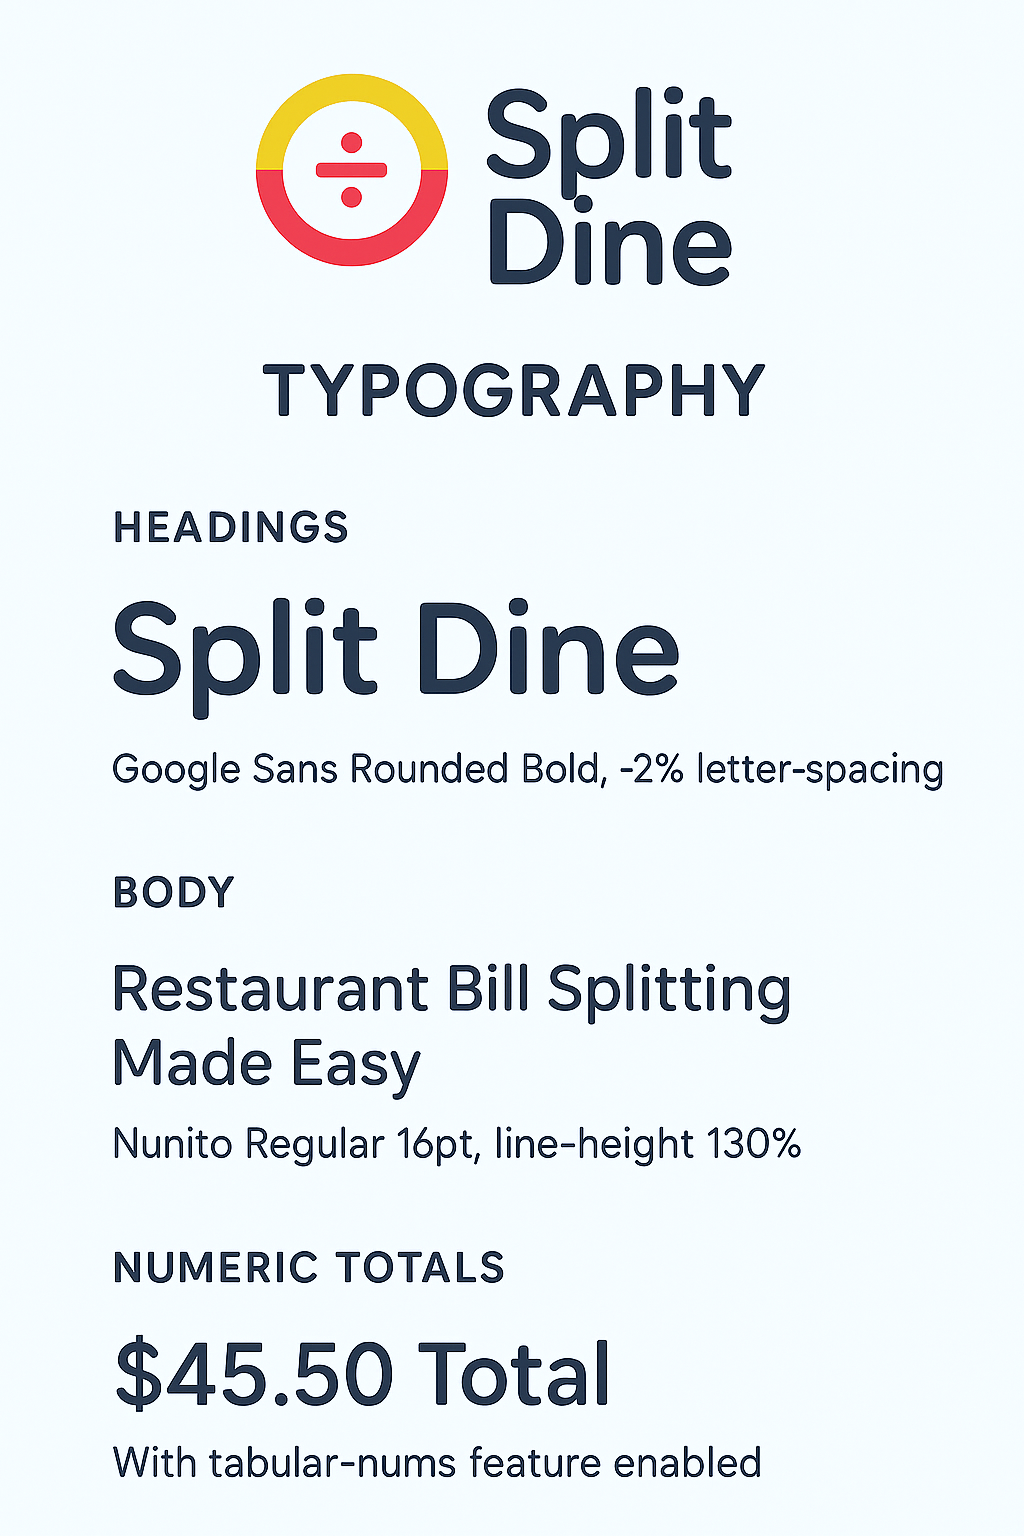 Split
Dine
TYPOGRAPHY
HEADINGS
Split Dine
Google Sans Rounded Bold, -2% letter-spacing
BODY
Restaurant Bill Splitting
Made Easy
Nunito Regular 16pt, line-height 130%
NUMERIC TOTALS
$45.50 Total
With tabular-nums feature enabled